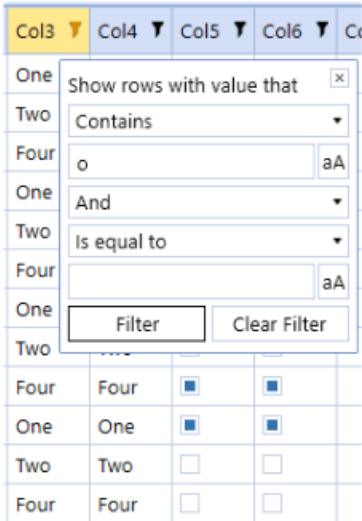 Col3 Col4 Col5 Col6 Co
One
Show rows with value that
Two
Contains
Four
o aA
One
And
Two
Is equal to
Four
aA
One
Filter Clear Filter
Two
Four Four
One One
Two Two
Four Four